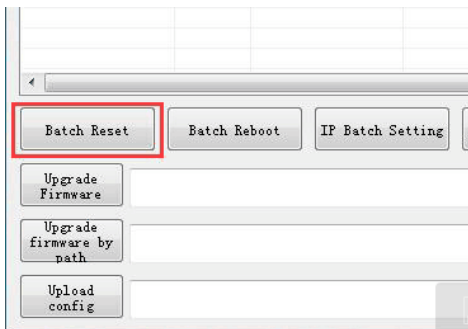 Batch Reset
Batch Reboot
IP Batch Setting
Upgrade
Firmware
Upgrade
firmware by
path
Upload
config